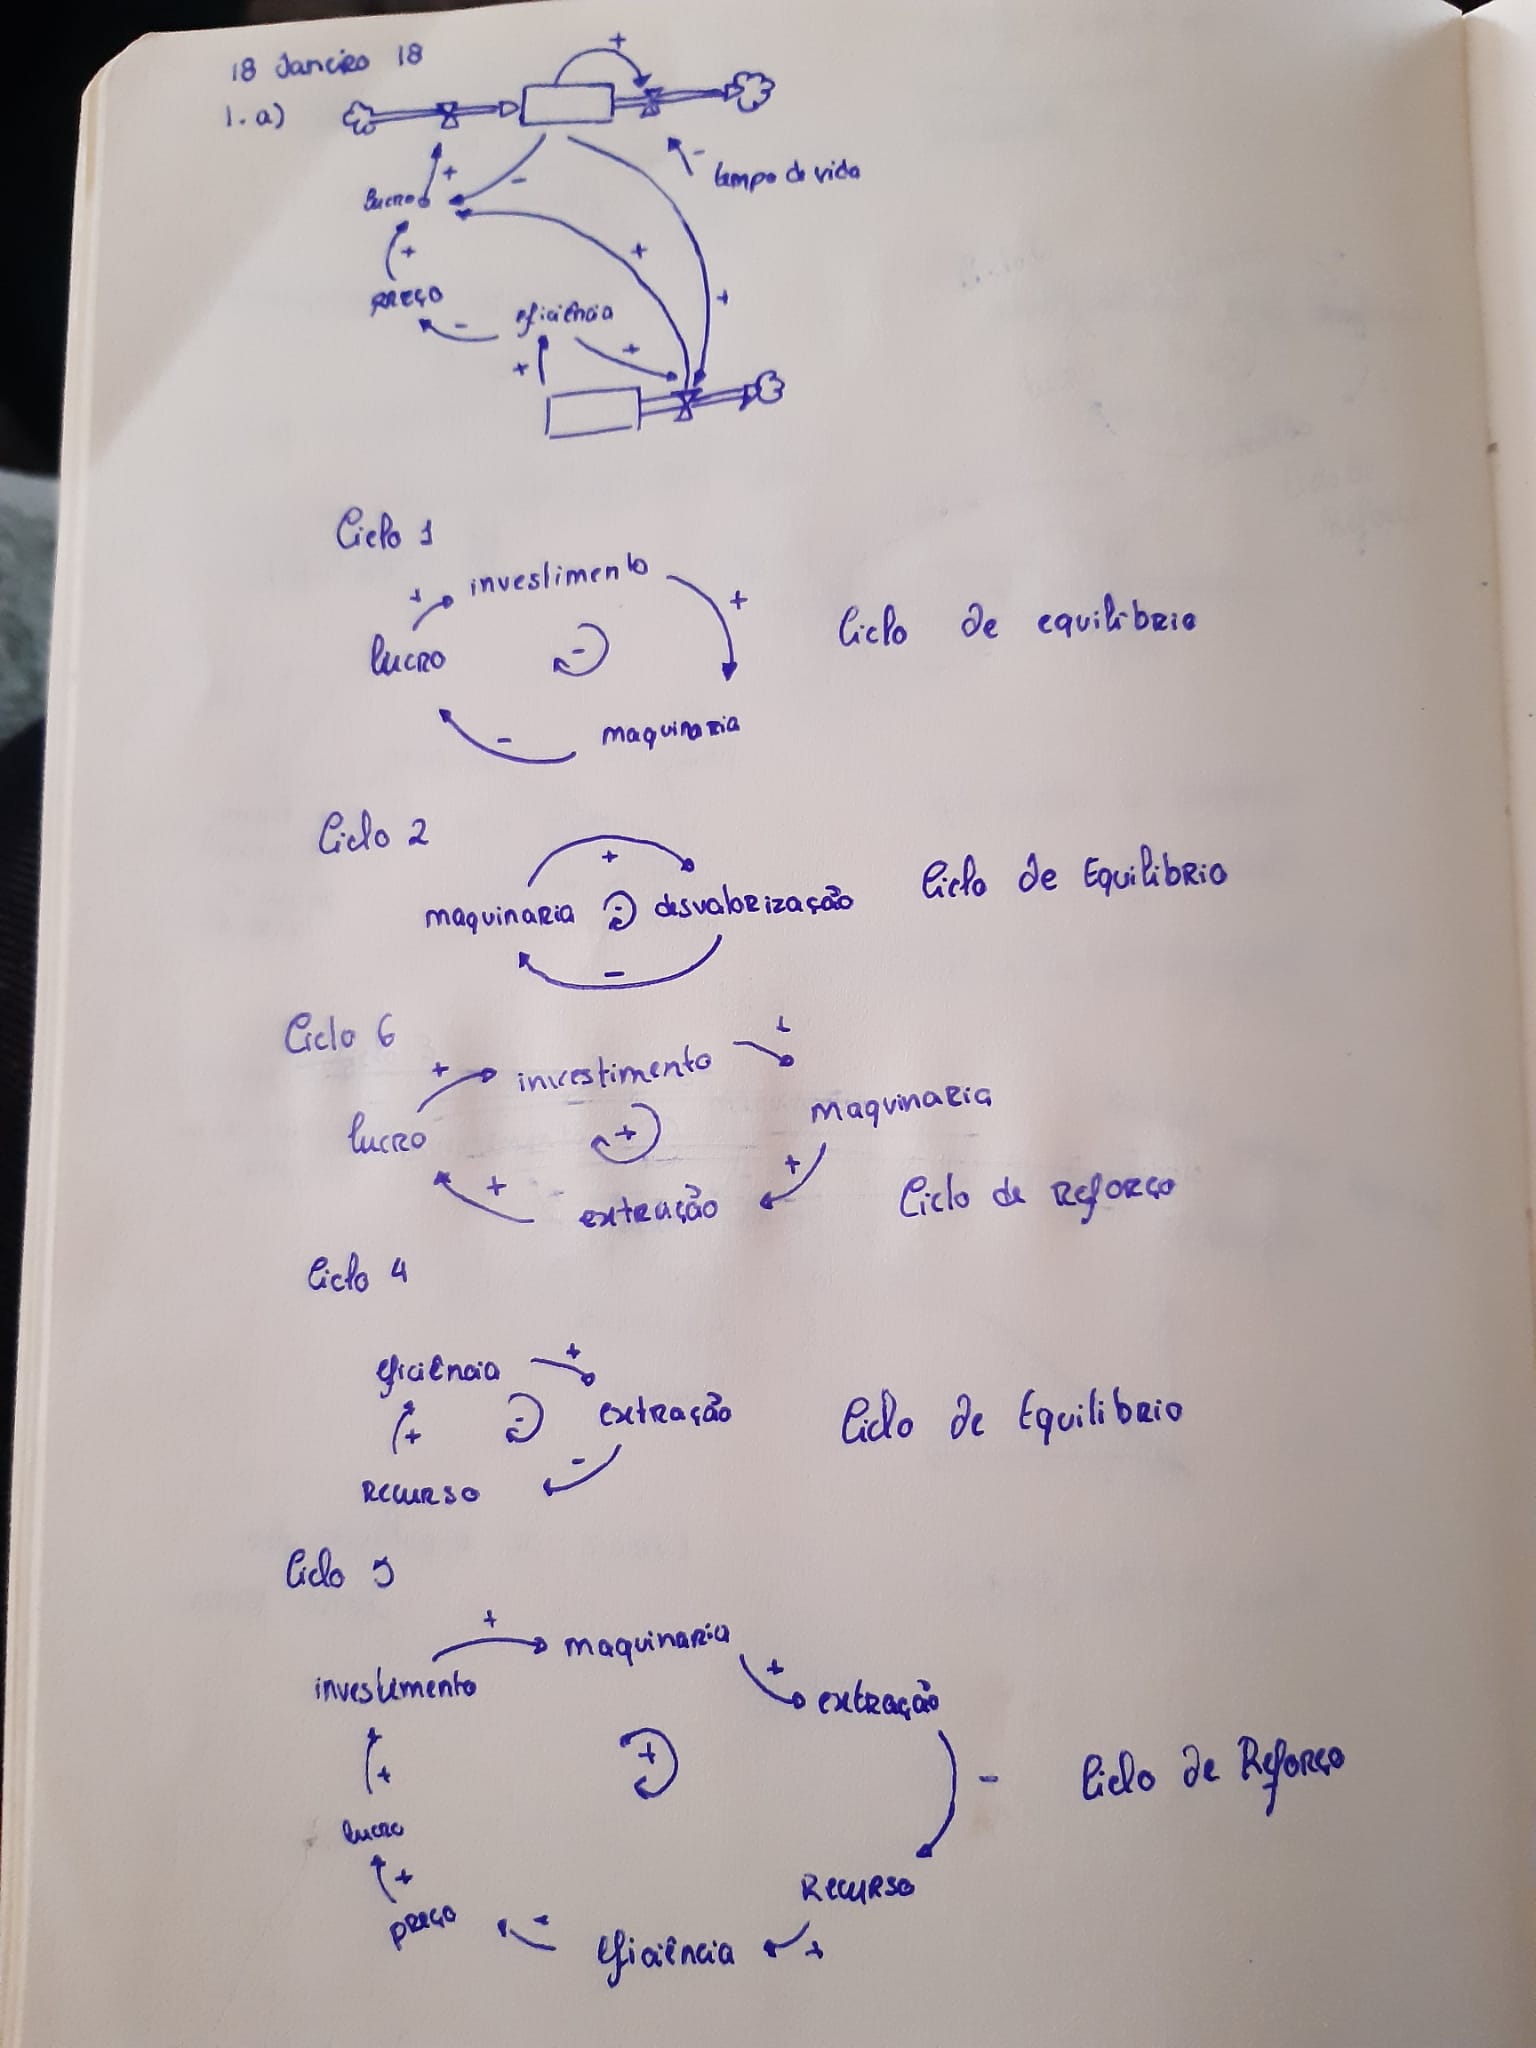 18 Janeiro 18
1. a)
+
- tempo de vida
+ -
lucro
+ +
+
preço eficiência
-
+
+
Ciclo 1
+ investimento +
lucro - Ciclo de equilibrio
- maquinaria
Ciclo 2
+
maquinaria - desvalorização Ciclo de Equilibrio
-
Ciclo 6
+ investimento +
maquinaria
lucro +
+ + Ciclo de Reforço
extração
Ciclo 4
eficiência +
+ - extração Ciclo de Equilibrio
Recurso -
Ciclo 5
+ maquinaria
investimento + extração
+ + - Ciclo de Reforço
lucro
+ Recurso
preço - eficiência +